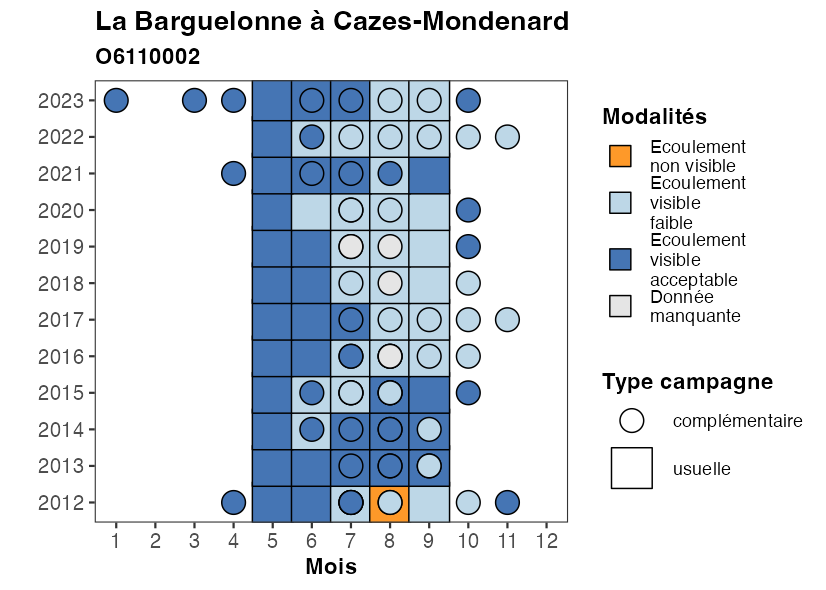 La Barguelonne à Cazes-Mondenard
O6110002
2023
2022
2021
2020
2019
2018
2017
2016
2015
2014
2013
2012
1 2 3 4 5 6 7 8 9 10 11 12
Mois
Modalités
Ecoulement
non visible
Ecoulement
visible
faible
Ecoulement
visible
acceptable
Donnée
manquante
Type campagne
complémentaire
usuelle